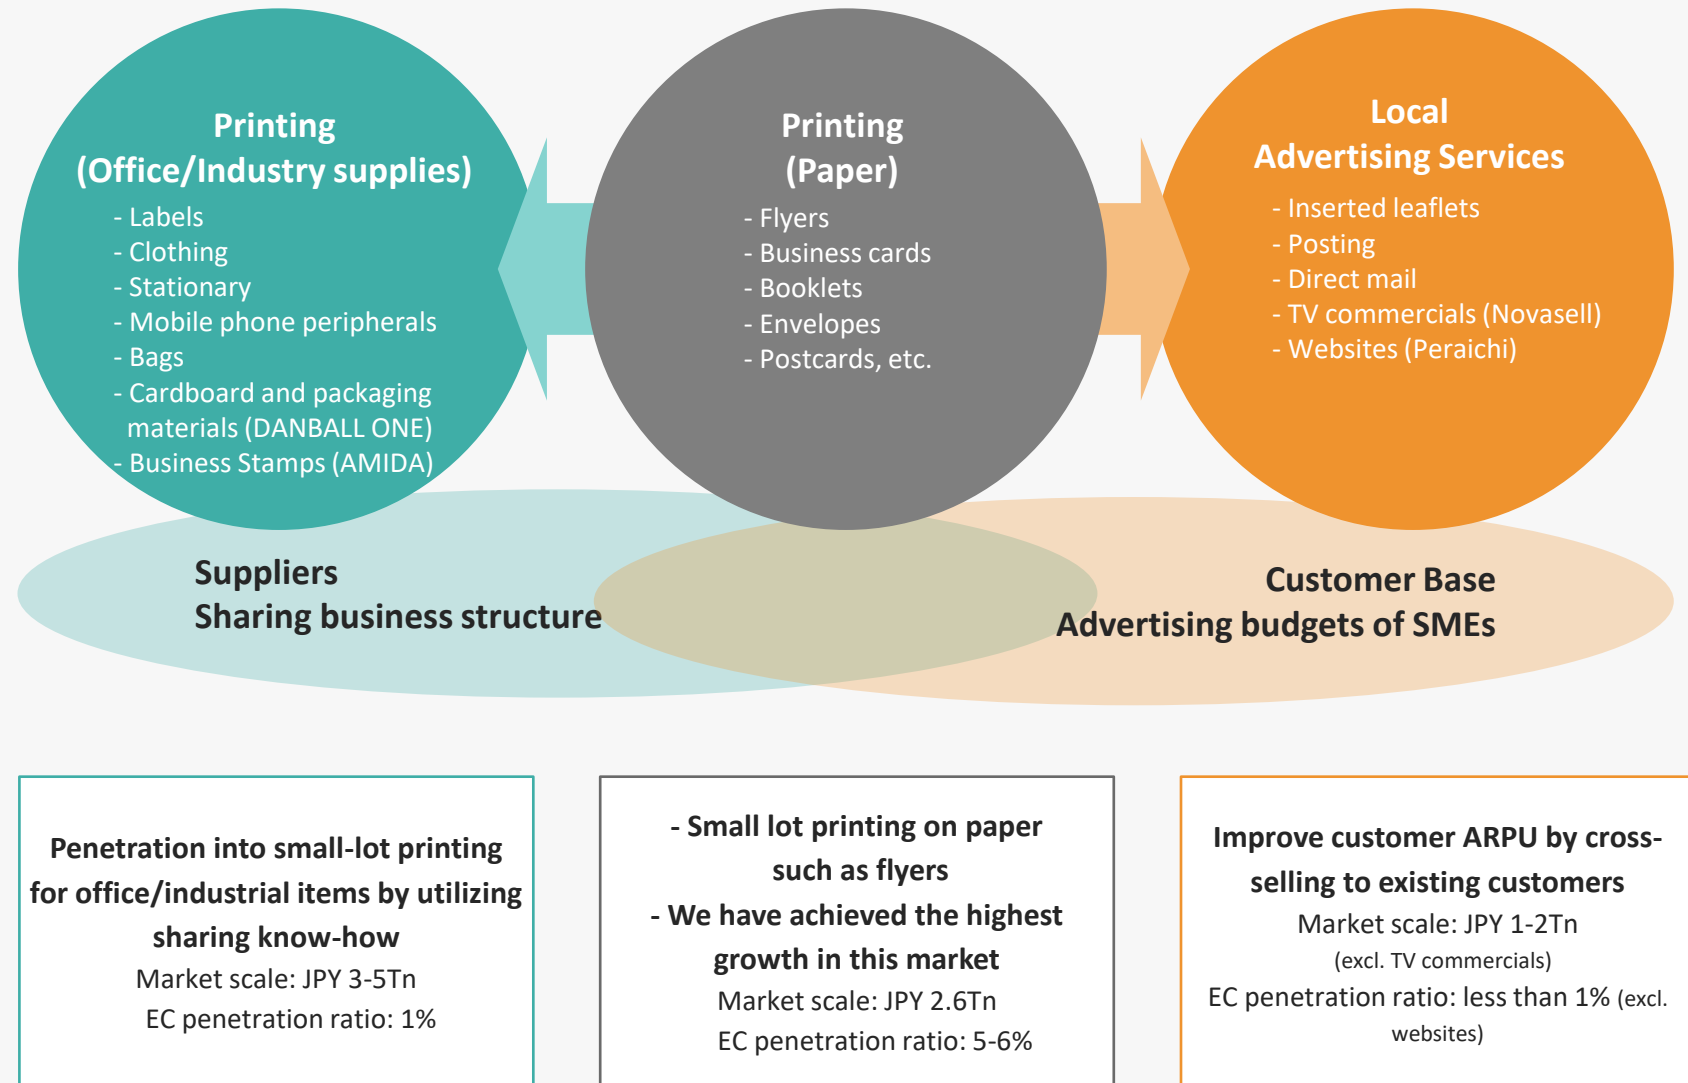 Printing
(Office/Industry supplies)
- Labels
- Clothing
- Stationary
- Mobile phone peripherals
- Bags
- Cardboard and packaging
materials (DANBALL ONE)
- Business Stamps (AMIDA)
Printing
(Paper)
- Flyers
- Business cards
- Booklets
- Envelopes
- Postcards, etc.
Local
Advertising Services
- Inserted leaflets
- Posting
- Direct mail
- TV commercials (Novasell)
- Websites (Peraichi)
Suppliers
Sharing business structure
Customer Base
Advertising budgets of SMEs
Penetration into small-lot printing
for office/industrial items by utilizing
sharing know-how
Market scale: JPY 3-5Tn
EC penetration ratio: 1%
- Small lot printing on paper
such as flyers
- We have achieved the highest
growth in this market
Market scale: JPY 2.6Tn
EC penetration ratio: 5-6%
Improve customer ARPU by cross-
selling to existing customers
Market scale: JPY 1-2Tn
(excl. TV commercials)
EC penetration ratio: less than 1% (excl.
websites)